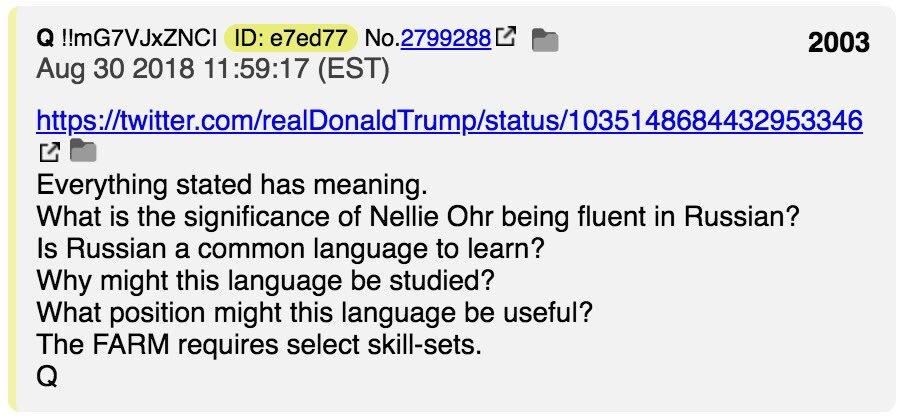 Q !!mG7VJxZNCI ID: e7ed77 No.2799288 2003
Aug 30 2018 11:59:17 (EST)
https://twitter.com/realDonaldTrump/status/1035148684432953346
Everything stated has meaning.
What is the significance of Nellie Ohr being fluent in Russian?
Is Russian a common language to learn?
Why might this language be studied?
What position might this language be useful?
The FARM requires select skill-sets.
Q